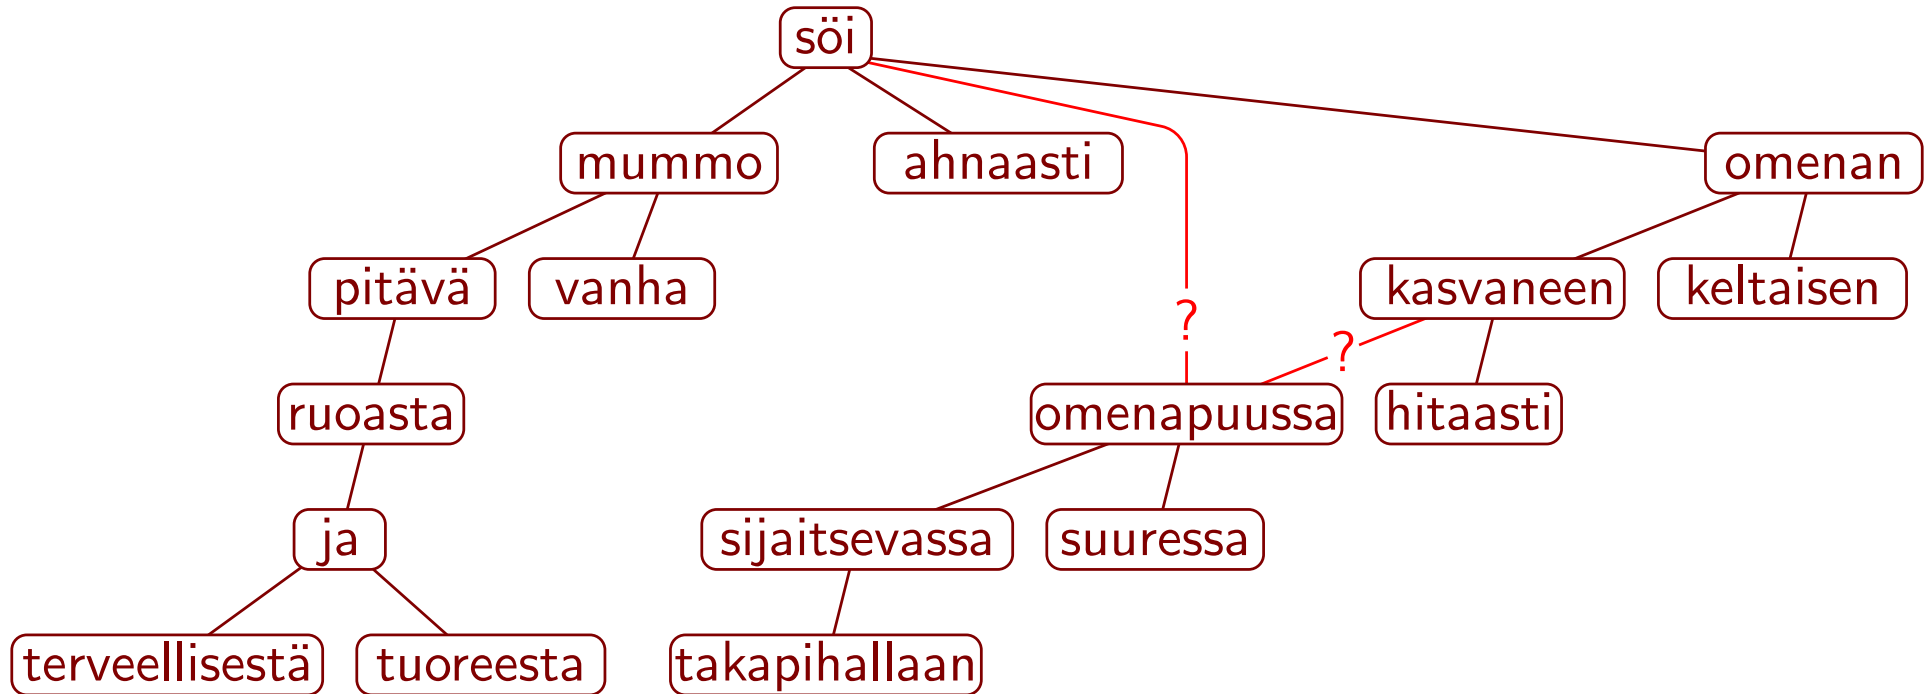 söi
mummo ahnaasti omenan
pitävä vanha kasvaneen keltaisen
? ?
ruoasta omenapuussa hitaasti
ja sijaitsevassa suuressa
terveellisestä tuoreesta takapihallaan